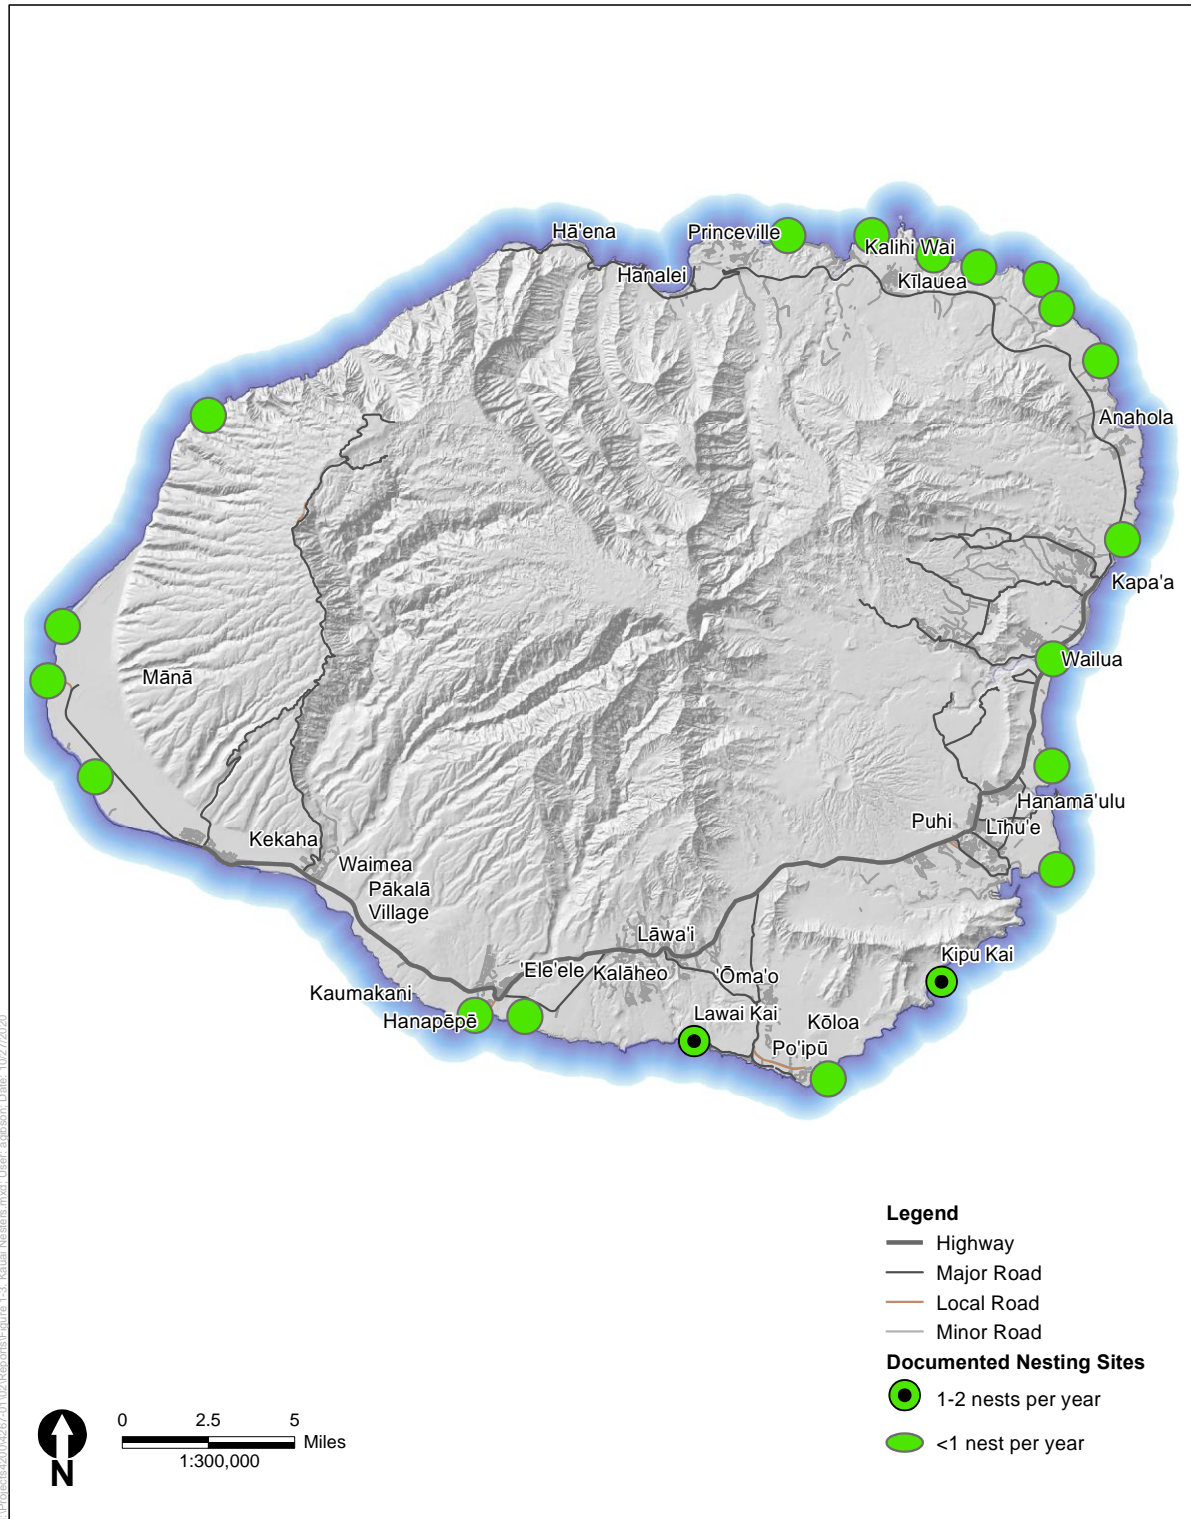 Hā'ena
Princeville
Kalihi Wai
Hanalei
Kīlauea
Anahola
Kapa'a
Wailua
Mānā
Hanamā'ulu
Puhi
Līhu'e
Kekaha
Waimea
Pākalā
Village
Lāwa'i
Kipu Kai
'Ele'ele
Kalāheo
'Ōma'o
Kaumakani
Hanapēpē
Lawai Kai
Kōloa
Po'ipū
Legend
Highway
Major Road
Local Road
Minor Road
Documented Nesting Sites
1-2 nests per year
<1 nest per year
0 2.5 5
Miles
1:300,000
N